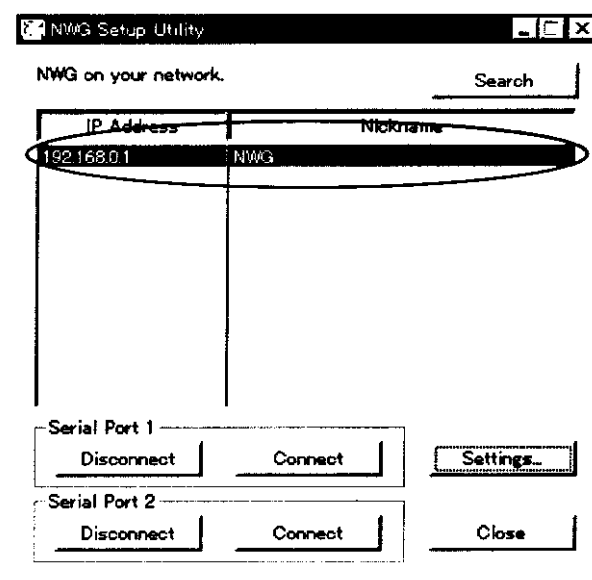 NWG Setup Utility
NWG on your network.
Search
IP Address Nickname
192.168.0.1 NWG
Serial Port 1
Disconnect Connect Settings...
Serial Port 2
Disconnect Connect Close